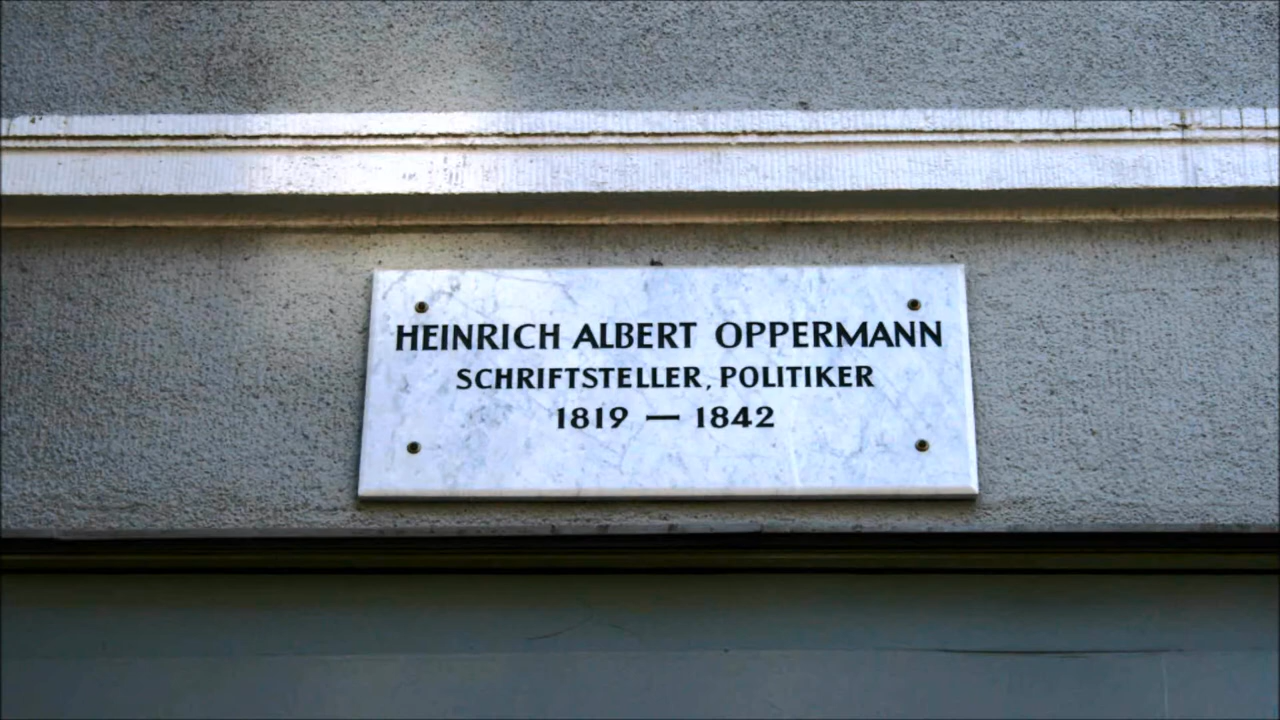 HEINRICH ALBERT OPPERMANN
SCHRIFTSTELLER, POLITIKER
1819 — 1842